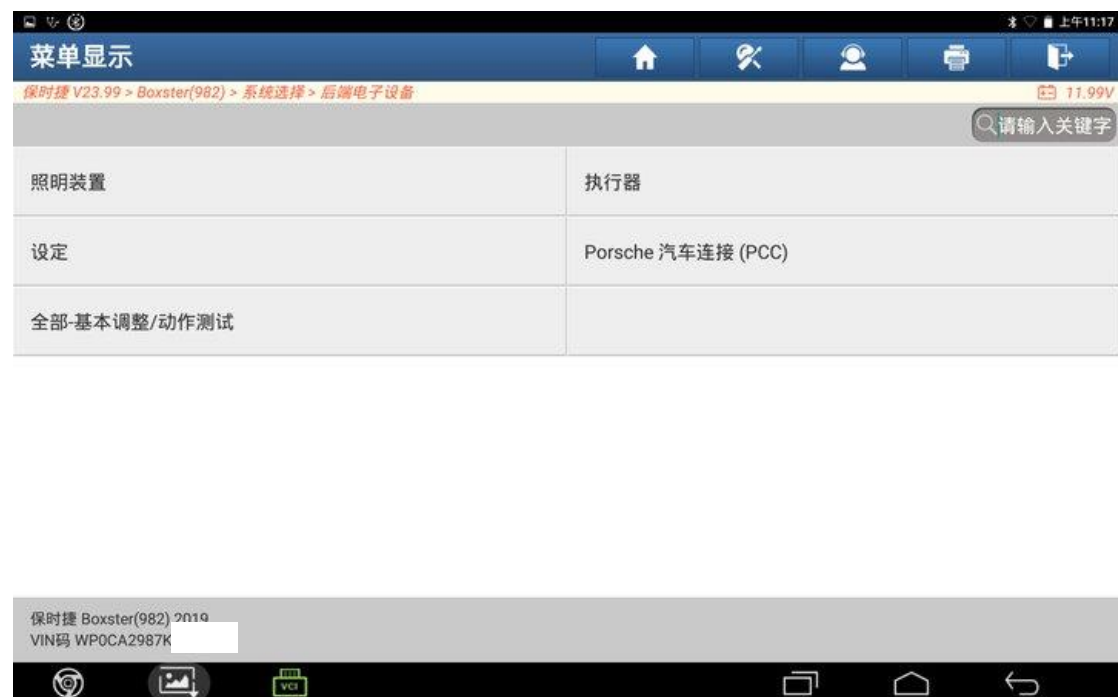 上午11:17
菜单显示
保时捷 V23.99 > Boxster(982) > 系统选择 > 后端电子设备
11.99V
请输入关键字
照明装置
执行器
设定
Porsche 汽车连接 (PCC)
全部-基本调整/动作测试
保时捷 Boxster(982) 2019
VIN码 WP0CA2987K
VCI